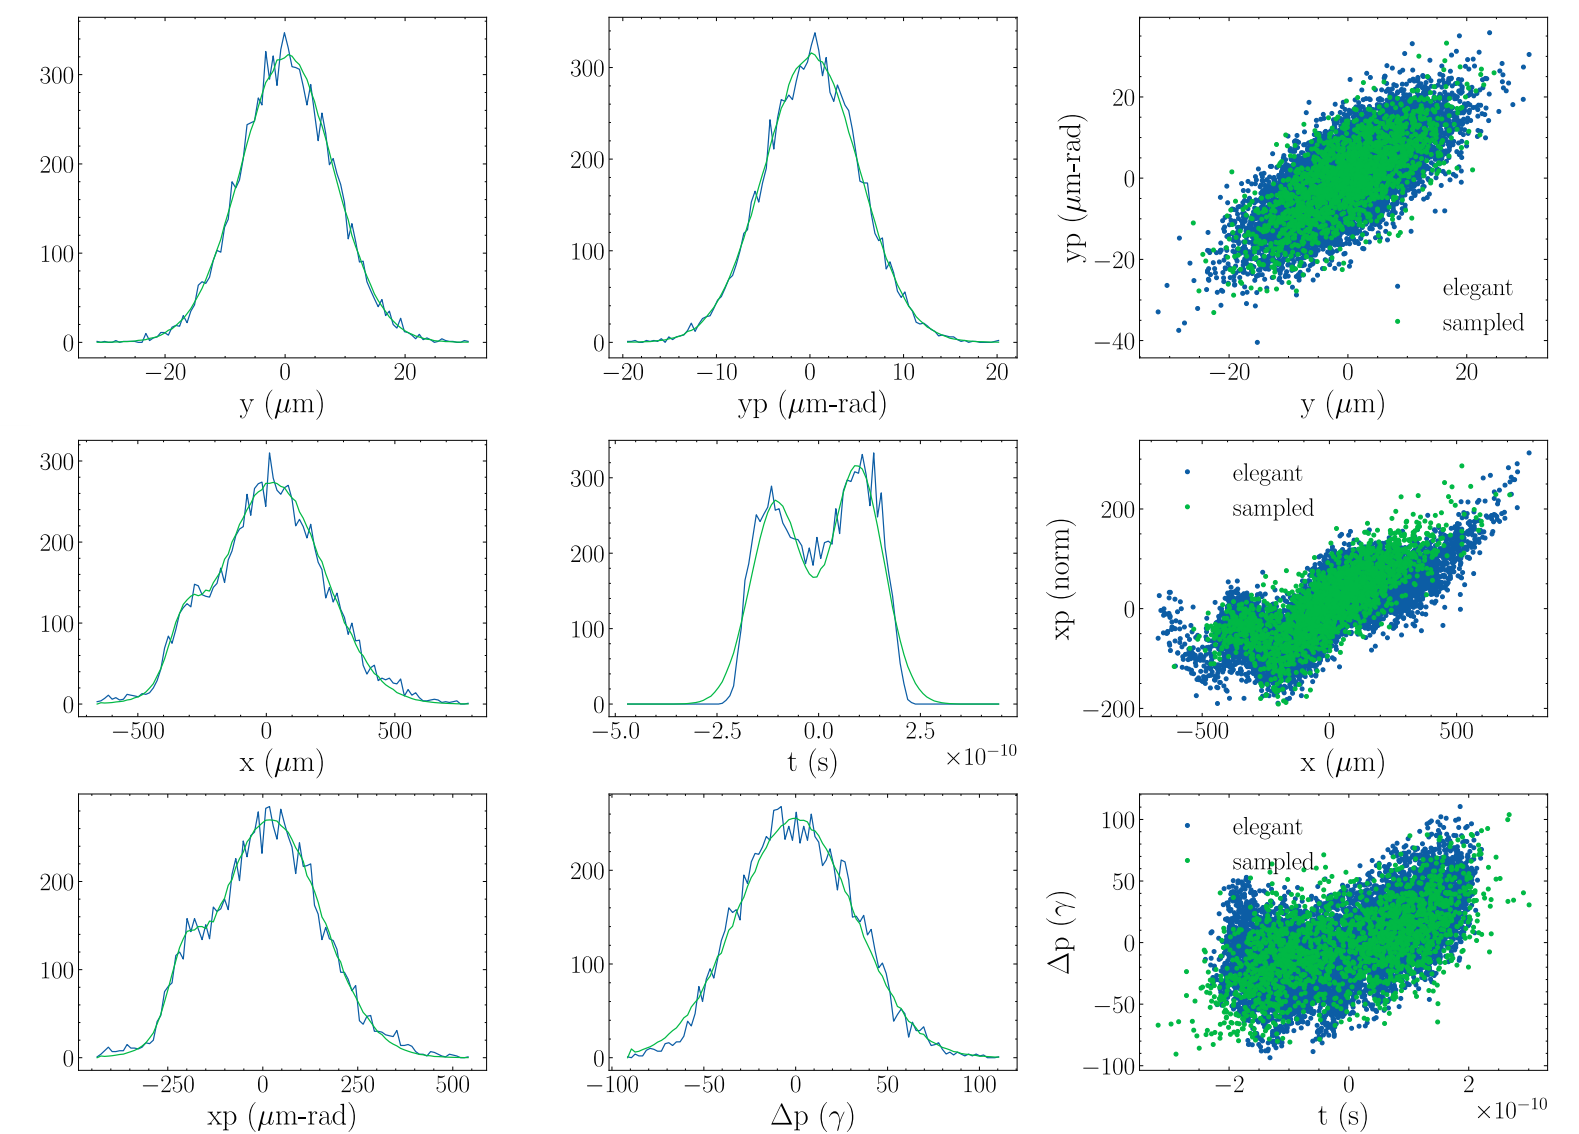 300
200
100
0
−20 0 20
y (μm)
300
200
100
0
−20 −10 0 10 20
yp (μm-rad)
yp (μm-rad)
20
0
−20
−40
elegant
sampled
−20 0 20
y (μm)
300
200
100
0
−500 0 500
x (μm)
300
200
100
0
−5.0 −2.5 0.0 2.5
×10⁻¹⁰
t (s)
xp (norm)
200
0
−200
elegant
sampled
−500 0 500
x (μm)
200
100
0
−250 0 250 500
xp (μm-rad)
200
100
0
−100 −50 0 50 100
Δp (γ)
Δp (γ)
100
50
0
−50
−100
elegant
sampled
−2 0 2
×10⁻¹⁰
t (s)